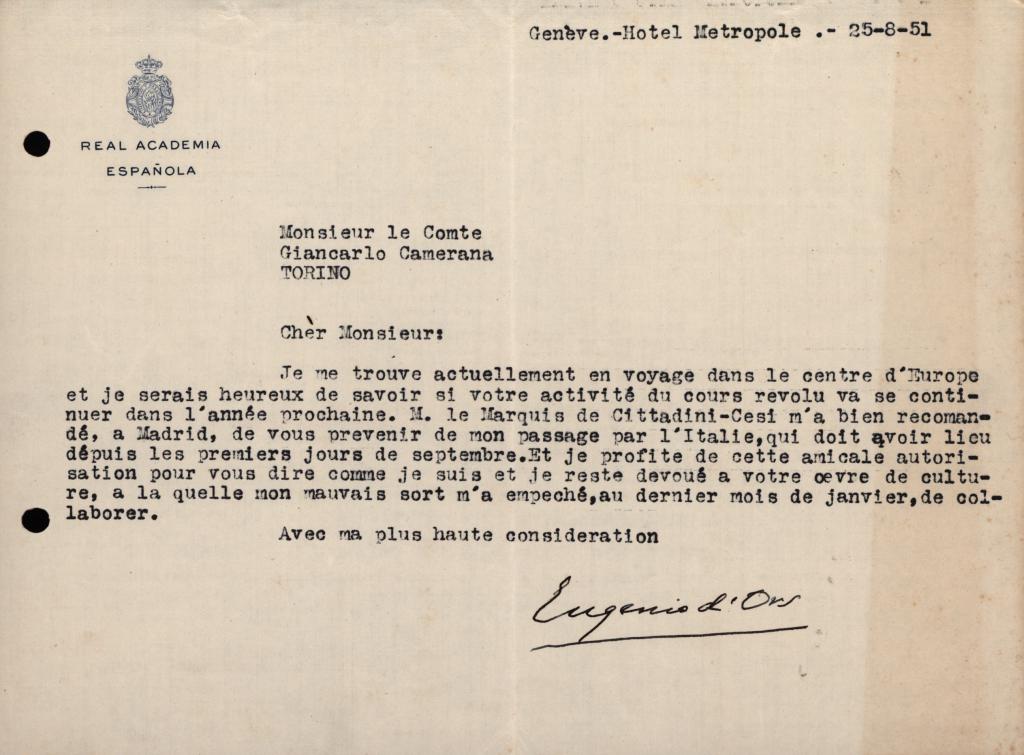 Genève.-Hotel Metropole .- 25-8-51
REAL ACADEMIA
ESPAÑOLA
Monsieur le Comte
Giancarlo Camerana
TORINO
Chèr Monsieur:
Je me trouve actuellement en voyage dans le centre d'Europe
et je serais heureux de savoir si votre activité du cours revolu va se conti-
nuer dans l'année prochaine. M. le Marquis de Cittadini-Cesi m'a bien recoman-
dé, a Madrid, de vous prevenir de mon passage par l'Italie,qui doit avoir lieu
dépuis les premiers jours de septembre.Et je profite de cette amicale autori-
sation pour vous dire comme je suis et je reste devoué a votre oevre de cultu-
re, a la quelle mon mauvais sort m'a empeché,au dernier mois de janvier,de col-
laborer.
Avec ma plus haute consideration
Eugenio d'Ors